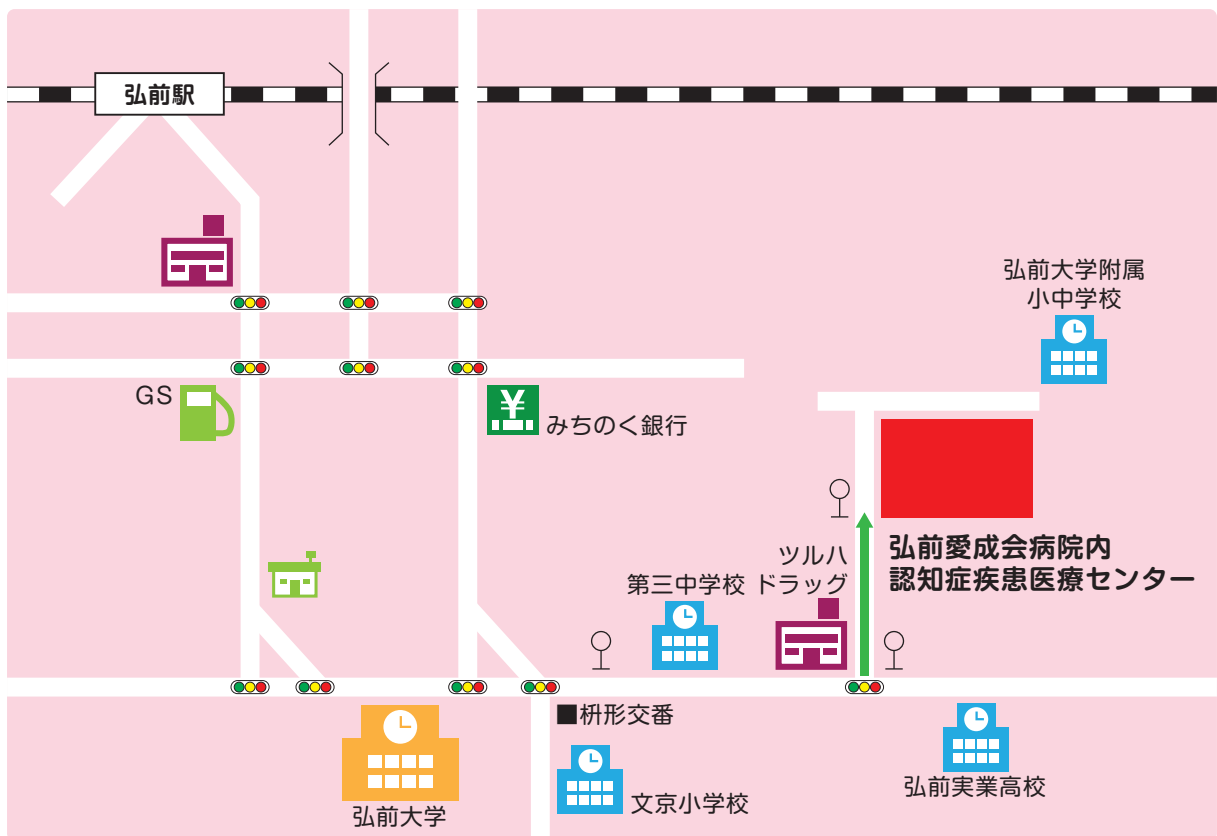 弘前駅
弘前大学附属
小中学校
GS
¥
みちのく銀行
弘前愛成会病院内
認知症疾患医療センター
ツルハ
ドラッグ
第三中学校
■枡形交番
弘前大学
文京小学校
弘前実業高校